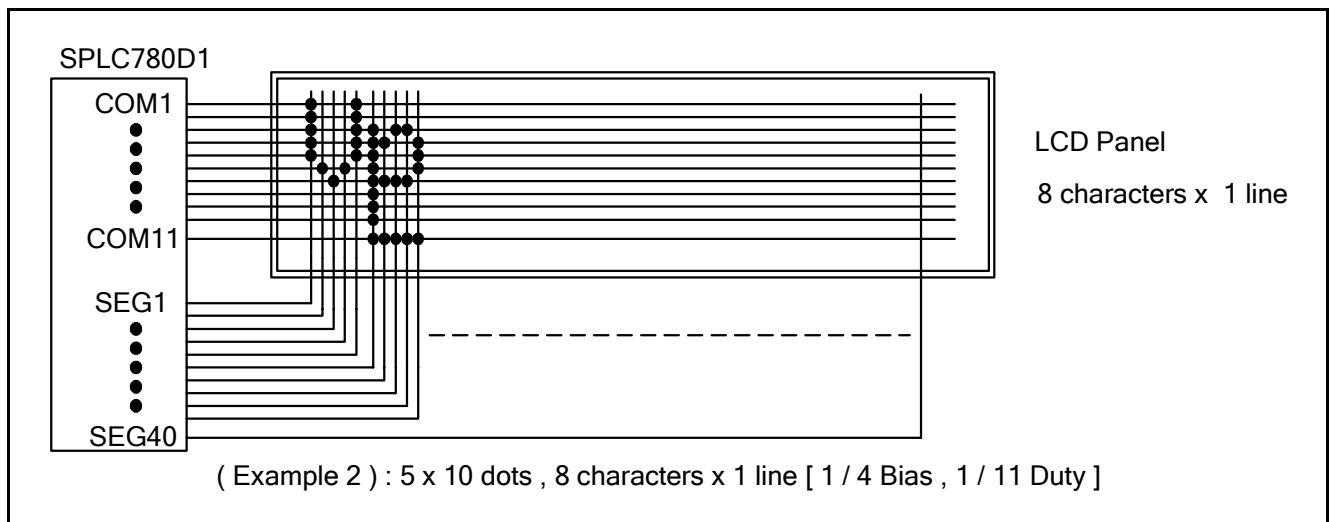 SPLC780D1
COM1
COM11
SEG1
SEG40
LCD Panel
8 characters x 1 line
( Example 2 ) : 5 x 10 dots , 8 characters x 1 line [ 1 / 4 Bias , 1 / 11 Duty ]